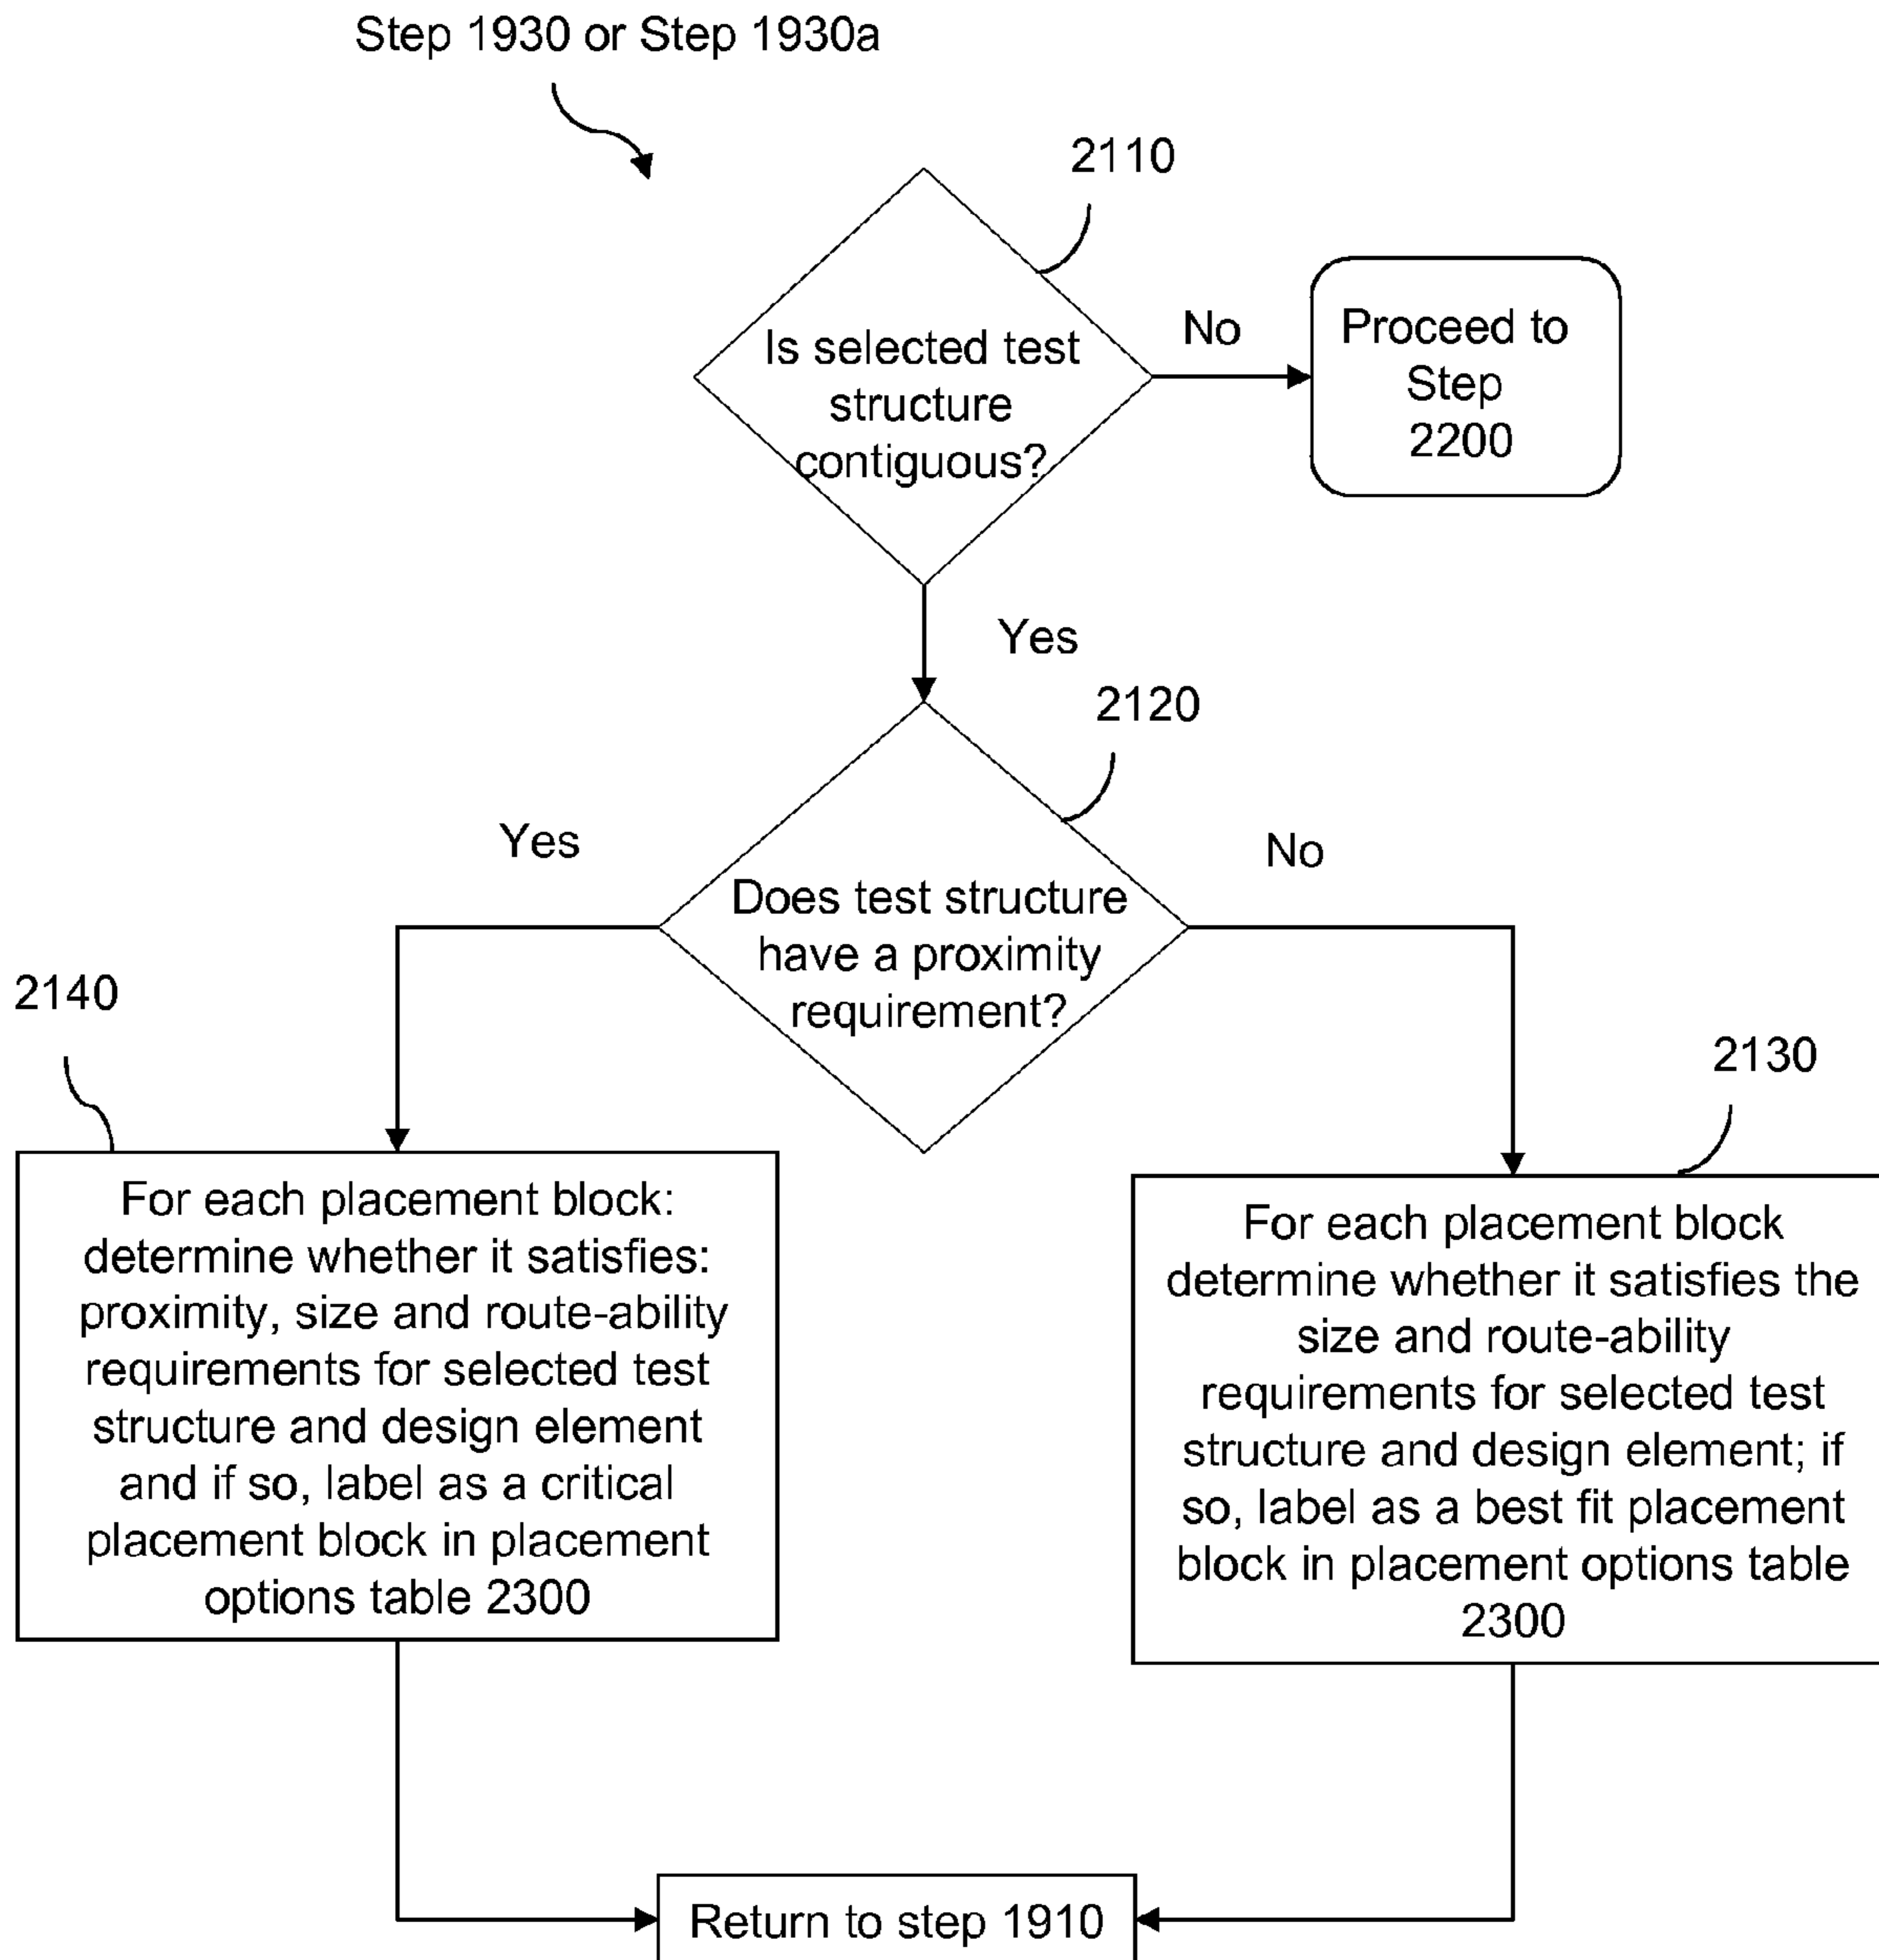 Step 1930 or Step 1930a
2110
Is selected test
structure
contiguous?
No
Proceed to
Step
2200
Yes
2120
Yes
No
Does test structure
have a proximity
requirement?
2140
2130
For each placement block:
determine whether it satisfies:
proximity, size and route-ability
requirements for selected test
structure and design element
and if so, label as a critical
placement block in placement
options table 2300
For each placement block
determine whether it satisfies the
size and route-ability
requirements for selected test
structure and design element; if
so, label as a best fit placement
block in placement options table
2300
Return to step 1910